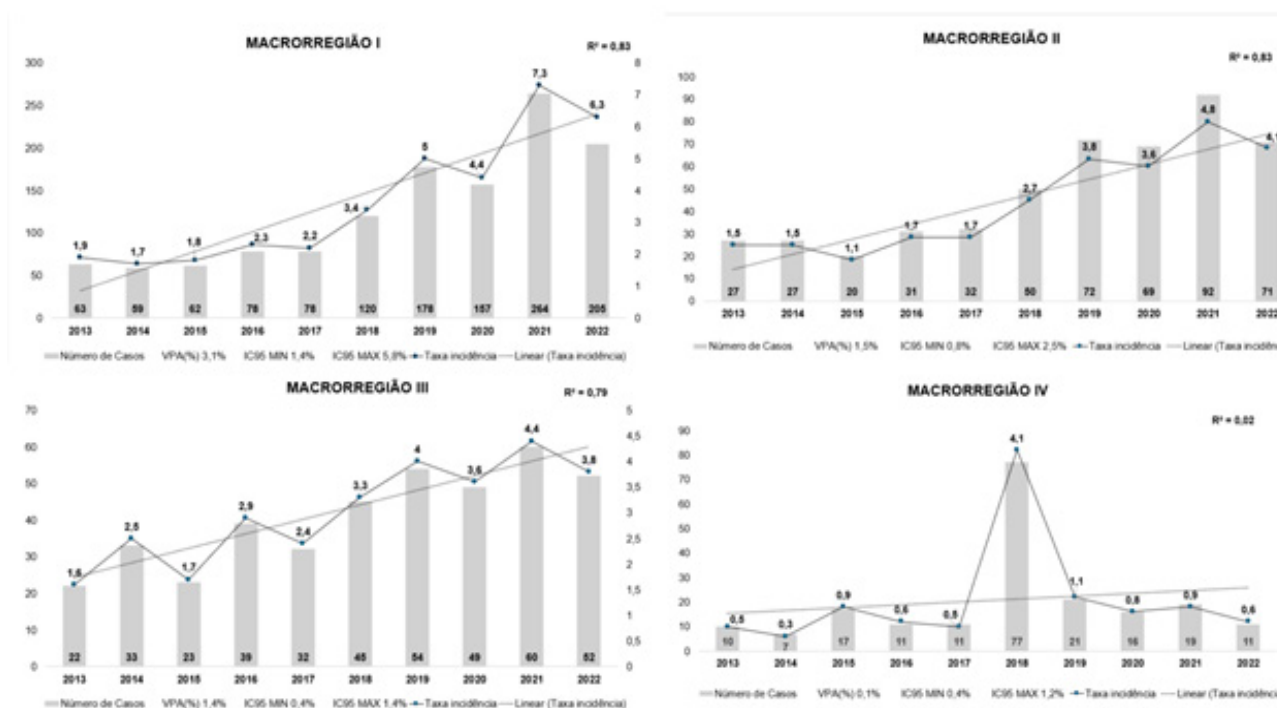 MACRORREGIÃO I
R² = 0,83
300
250
200
150
100
50
0
8
7
6
5
4
3
2
1
0
1,9 1,7 1,8 2,3 2,2 3,4 5 4,4 7,3 6,3
63 59 62 78 78 120 178 157 264 205
2013 2014 2015 2016 2017 2018 2019 2020 2021 2022
Número de Casos VPA(%) 3,1% IC95 MIN 1,4% IC95 MAX 5,8% Taxa incidência Linear (Taxa incidência)
MACRORREGIÃO II
R² = 0,83
100
90
80
70
60
50
40
30
20
10
0
1,5 1,5 1,1 1,7 1,7 2,7 3,8 3,6 4,8 4,1
27 27 20 31 32 50 72 69 92 71
2013 2014 2015 2016 2017 2018 2019 2020 2021 2022
Número de Casos VPA(%) 1,5% IC95 MIN 0,8% IC95 MAX 2,5% Taxa incidência Linear (Taxa incidênc
MACRORREGIÃO III
R² = 0,79
70
60
50
40
30
20
10
0
5
4,5
4
3,5
3
2,5
2
1,5
1
0,5
0
1,6 2,5 1,7 2,9 2,4 3,3 4 3,6 4,4 3,8
22 33 23 39 32 45 54 49 60 52
2013 2014 2015 2016 2017 2018 2019 2020 2021 2022
Número de Casos VPA(%) 1,4% IC95 MIN 0,4% IC95 MAX 1,4% Taxa incidência Linear (Taxa incidência)
MACRORREGIÃO IV
R² = 0,02
90
80
70
60
50
40
30
20
10
0
0,5 0,3 0,9 0,6 0,5 4,1 1,1 0,8 0,9 0,6
10 7 17 11 11 77 21 16 19 11
2013 2014 2015 2016 2017 2018 2019 2020 2021 2022
Número de Casos VPA(%) 0,1% IC95 MIN 0,4% IC95 MAX 1,2% Taxa incidência Linear (Taxa incidênc